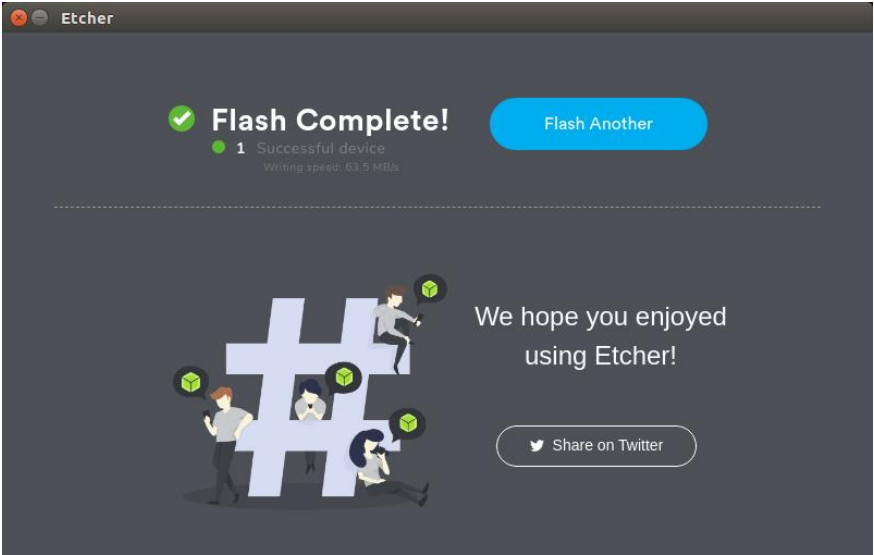 Etcher
Flash Complete!
1 Successful device
Writing speed: 63.5 MB/s
Flash Another
We hope you enjoyed
using Etcher!
Share on Twitter